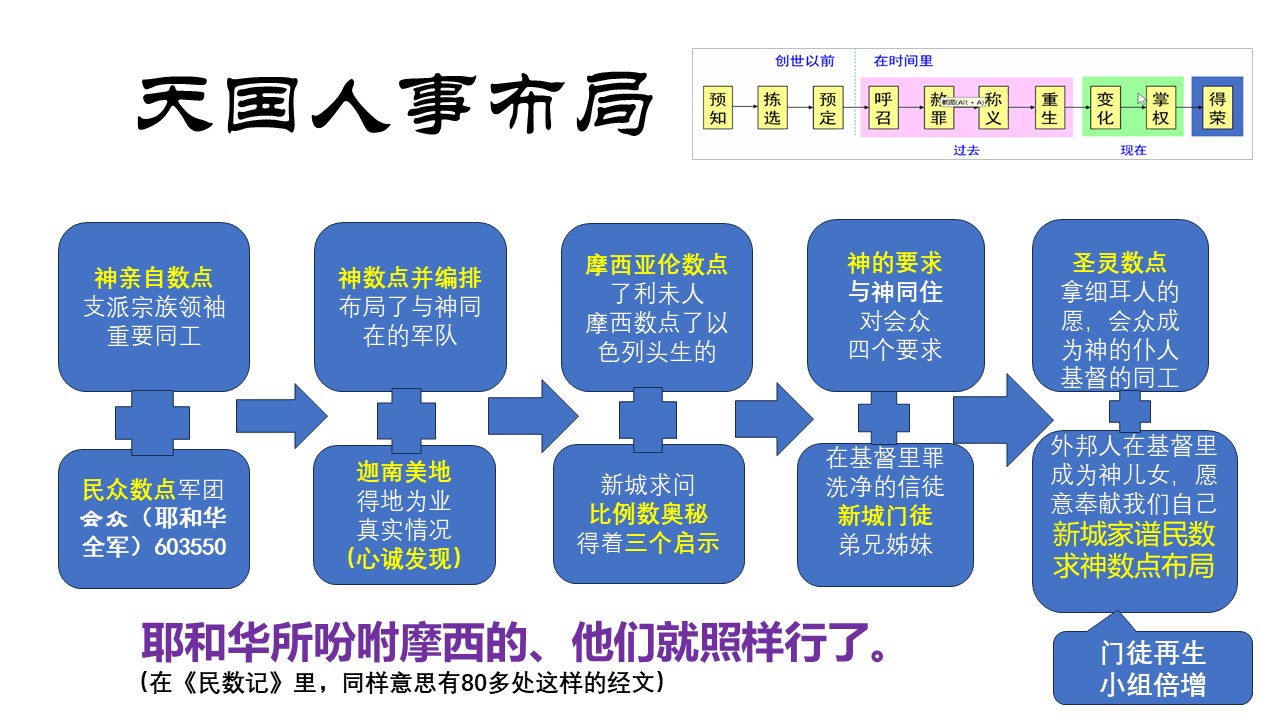 天国人事布局
创世以前
在时间里
预知
拣选
预定
呼召
赦罪
截图(Alt + A)
称义
重生
变化
掌权
得荣
过去
现在
神亲自数点
支派宗族领袖
重要同工
神数点并编排
布局了与神同
在的军队
摩西亚伦数点
了利未人
摩西数点了以
色列头生的
神的要求
与神同住
对会众
四个要求
圣灵数点
拿细耳人的
愿，会众成
为神的仆人
基督的同工
民众数点军团
会众（耶和华
全军）603550
迦南美地
得地为业
真实情况
（心诚发现）
新城求问
比例数奥秘
得着三个启示
在基督里罪
洗净的信徒
新城门徒
弟兄姊妹
外邦人在基督里
成为神儿女，愿
意奉献我们自己
新城家谱民数
求神数点布局
耶和华所吩咐摩西的、他们就照样行了。
（在《民数记》里，同样意思有80多处这样的经文）
门徒再生
小组倍增